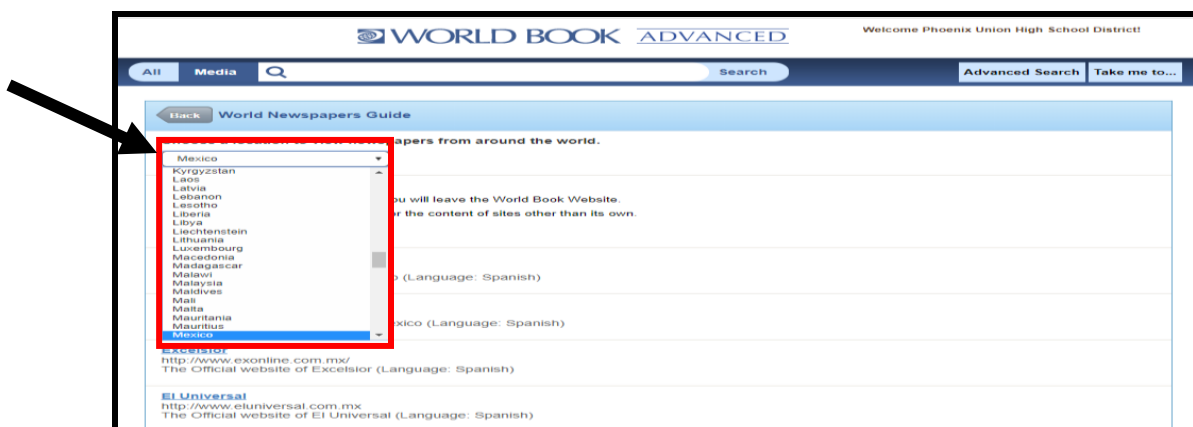 WORLD BOOK ADVANCED
Welcome Phoenix Union High School District!
All Media Search Advanced Search Take me to...
Back World Newspapers Guide
apers from around the world.
Mexico
Kyrgyzstan
Laos
Latvia
Lebanon
Lesotho
Liberia
Libya
Liechtenstein
Lithuania
Luxembourg
Macedonia
Madagascar
Malawi
Malaysia
Maldives
Mali
Malta
Mauritania
Mauritius
Mexico
ou will leave the World Book Website.
or the content of sites other than its own.
(Language: Spanish)
xico (Language: Spanish)
Excelsior
http://www.exonline.com.mx/
The Official website of Excelsior (Language: Spanish)
El Universal
http://www.eluniversal.com.mx
The Official website of El Universal (Language: Spanish)